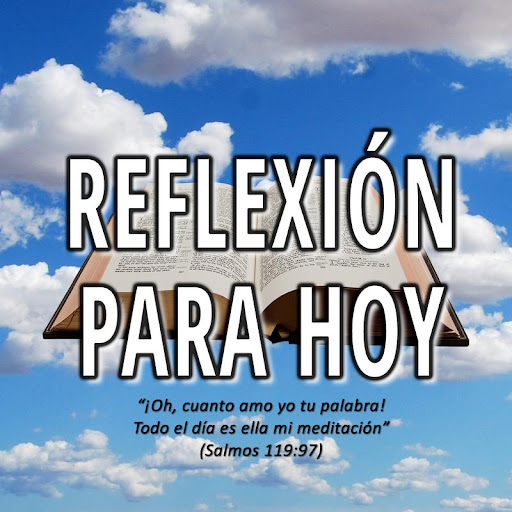 REFLEXIÓN
PARA HOY
“¡Oh, cuanto amo yo tu palabra!
Todo el día es ella mi meditación”
(Salmos 119:97)